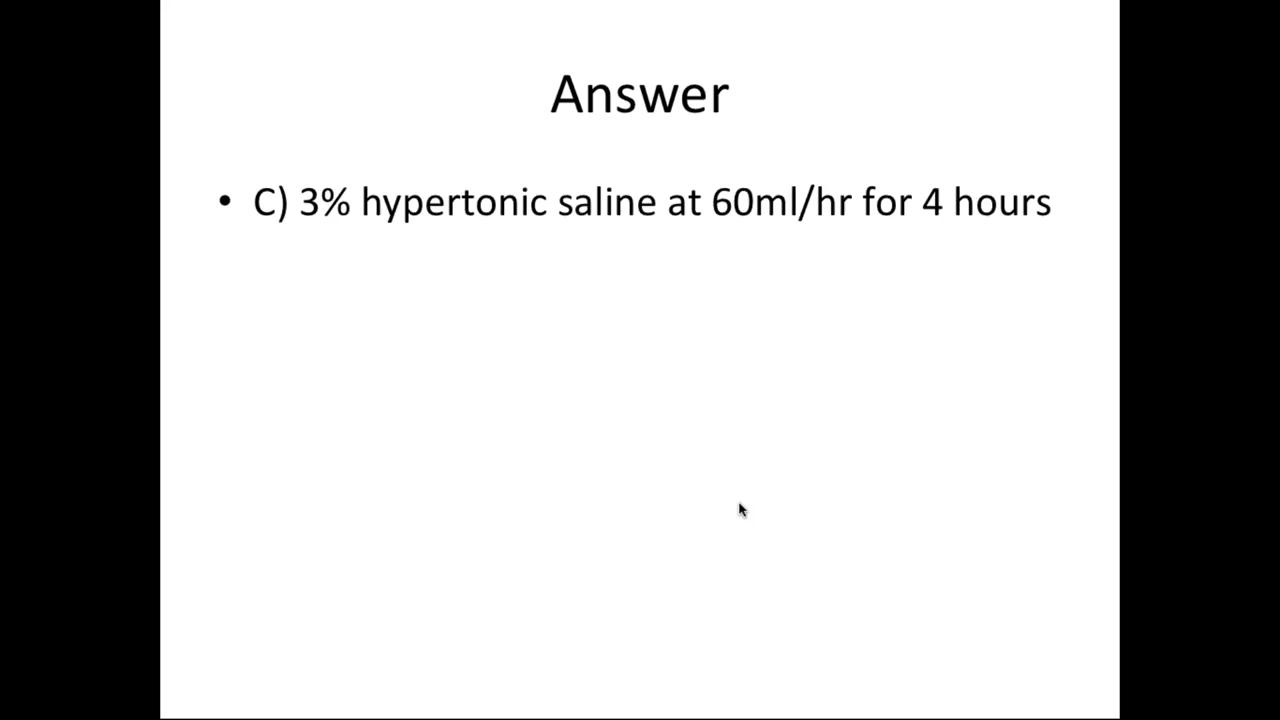 Answer
• C) 3% hypertonic saline at 60ml/hr for 4 hours